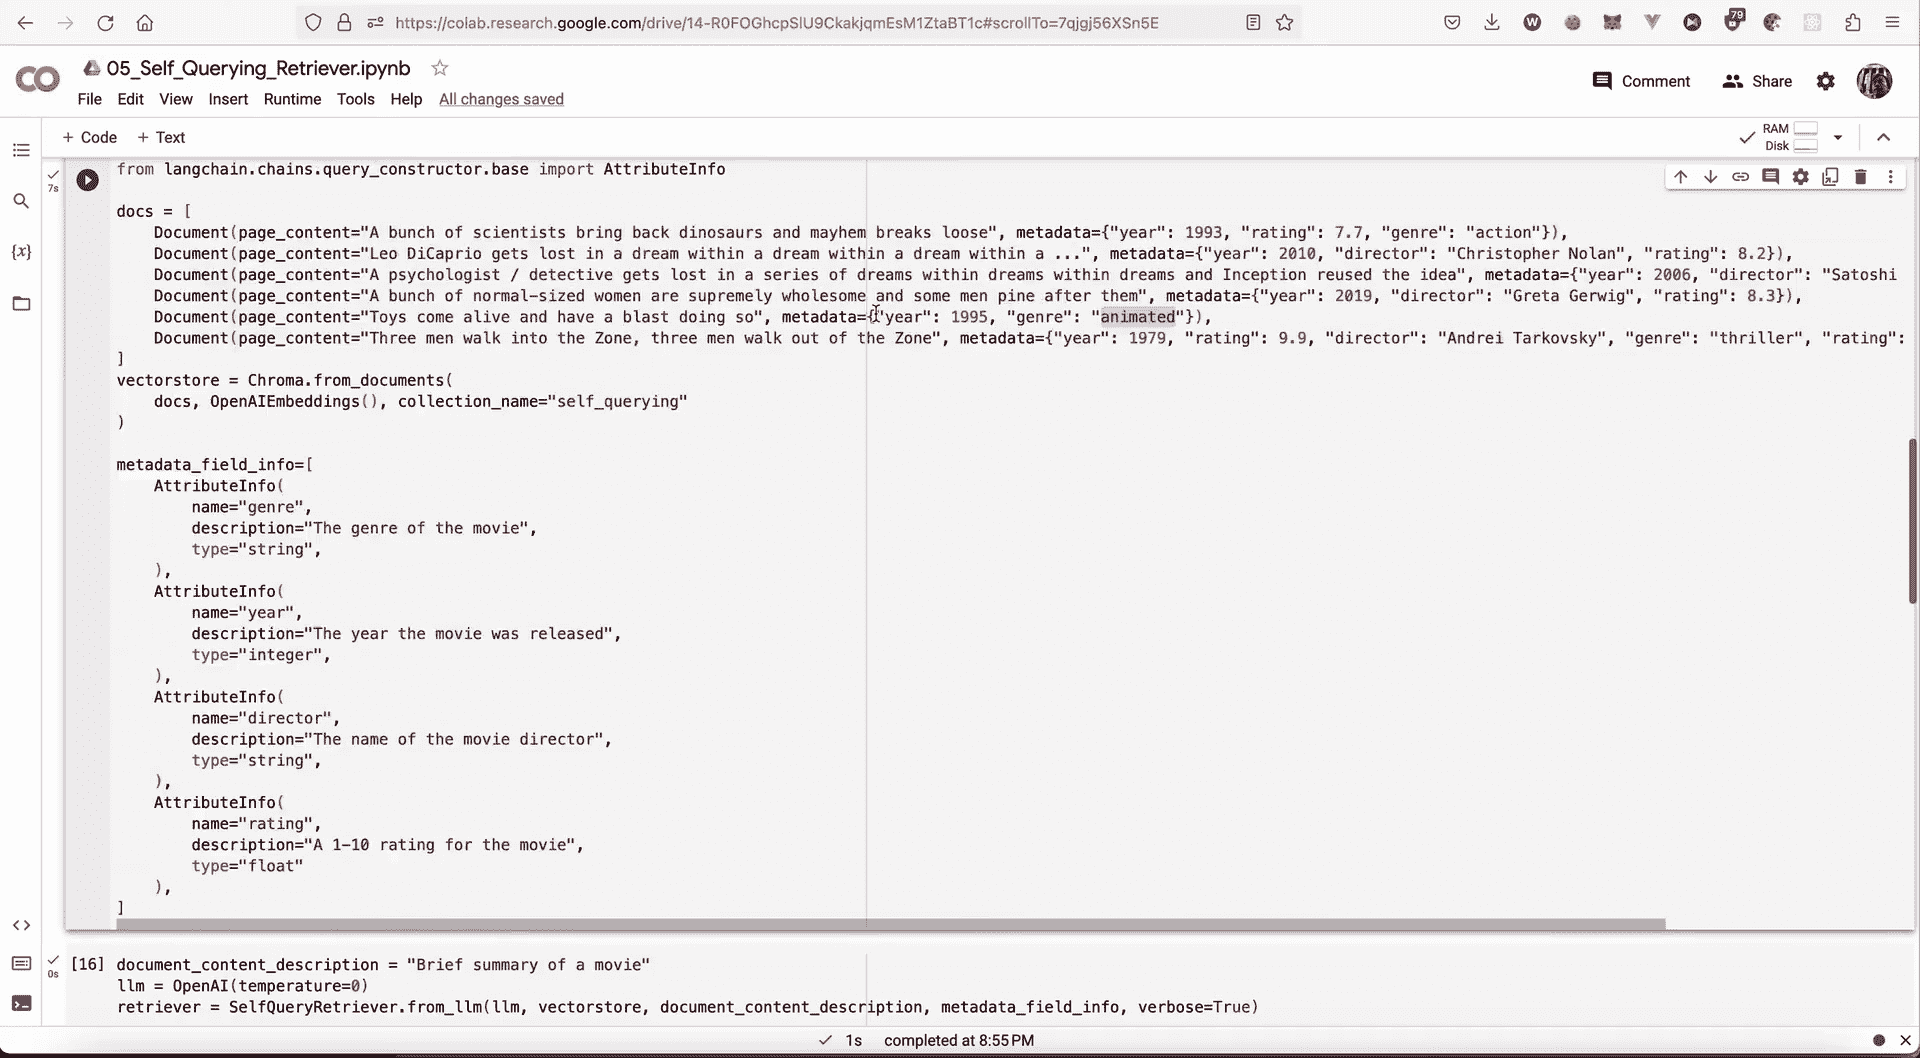 https://colab.research.google.com/drive/14-R0FOGhcpSlU9CkakjqmEsM1ZtaBT1c#scrollTo=7qjgj56XSn5E
79
05_Self_Querying_Retriever.ipynb
File Edit View Insert Runtime Tools Help All changes saved
Comment Share
+ Code + Text
RAM
Disk
7s
from langchain.chains.query_constructor.base import AttributeInfo
docs = [
Document(page_content="A bunch of scientists bring back dinosaurs and mayhem breaks loose", metadata={"year": 1993, "rating": 7.7, "genre": "action"}),
Document(page_content="Leo DiCaprio gets lost in a dream within a dream within a dream within a ...", metadata={"year": 2010, "director": "Christopher Nolan", "rating": 8.2}),
Document(page_content="A psychologist / detective gets lost in a series of dreams within dreams within dreams and Inception reused the idea", metadata={"year": 2006, "director": "Satoshi
Document(page_content="A bunch of normal-sized women are supremely wholesome and some men pine after them", metadata={"year": 2019, "director": "Greta Gerwig", "rating": 8.3}),
Document(page_content="Toys come alive and have a blast doing so", metadata={"year": 1995, "genre": "animated"}),
Document(page_content="Three men walk into the Zone, three men walk out of the Zone", metadata={"year": 1979, "rating": 9.9, "director": "Andrei Tarkovsky", "genre": "thriller", "rating":
]
vectorstore = Chroma.from_documents(
docs, OpenAIEmbeddings(), collection_name="self_querying"
)
metadata_field_info=[
AttributeInfo(
name="genre",
description="The genre of the movie",
type="string",
),
AttributeInfo(
name="year",
description="The year the movie was released",
type="integer",
),
AttributeInfo(
name="director",
description="The name of the movie director",
type="string",
),
AttributeInfo(
name="rating",
description="A 1-10 rating for the movie",
type="float"
),
]
0s
[16] document_content_description = "Brief summary of a movie"
llm = OpenAI(temperature=0)
retriever = SelfQueryRetriever.from_llm(llm, vectorstore, document_content_description, metadata_field_info, verbose=True)
1s completed at 8:55 PM